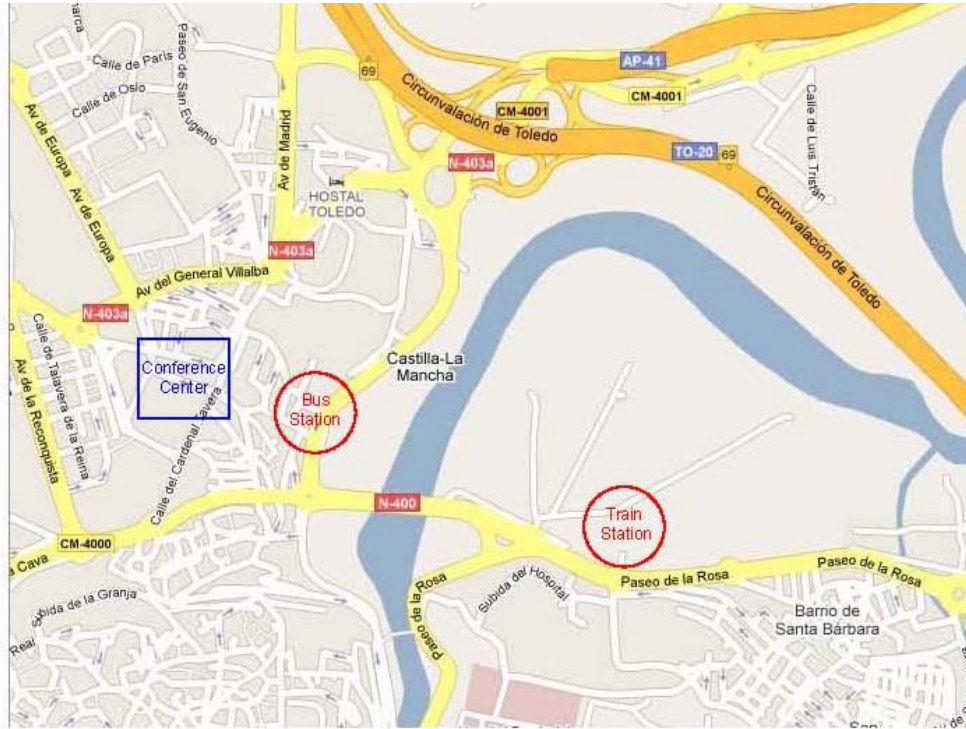 Calle de París
Calle de Oslo
Paseo de San Eugenio
Av de Europa
Av de Europa
Av de Madrid
69
Circunvalación de Toledo
AP-41
CM-4001
CM-4001
N-403a
TO-20
69
Calle de Luis Tristán
Circunvalación de Toledo
HOSTAL
TOLEDO
N-403a
Av del General Villalba
N-403a
Calle de Talavera de la Reina
Av de la Reconquista
Conference
Center
Calle del Cardenal Tavera
Bus
Station
Castilla-La
Mancha
N-400
Train
Station
CM-4000
Cava
Subida de la Granja
Real
Paseo de la Rosa
Subida del Hospital
Paseo de la Rosa
Paseo de la Rosa
Barrio de
Santa Bárbara
San